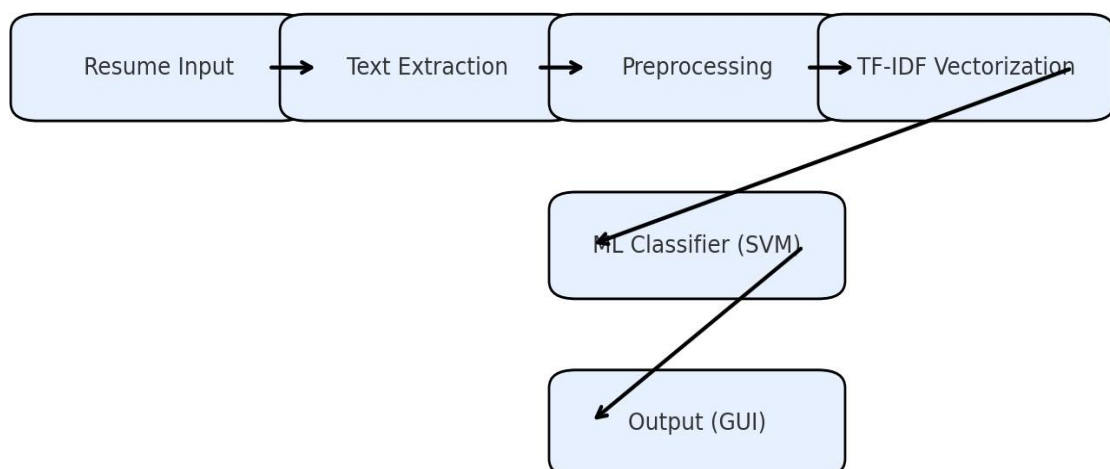 Resume Input
Text Extraction
Preprocessing
TF-IDF Vectorization
ML Classifier (SVM)
Output (GUI)